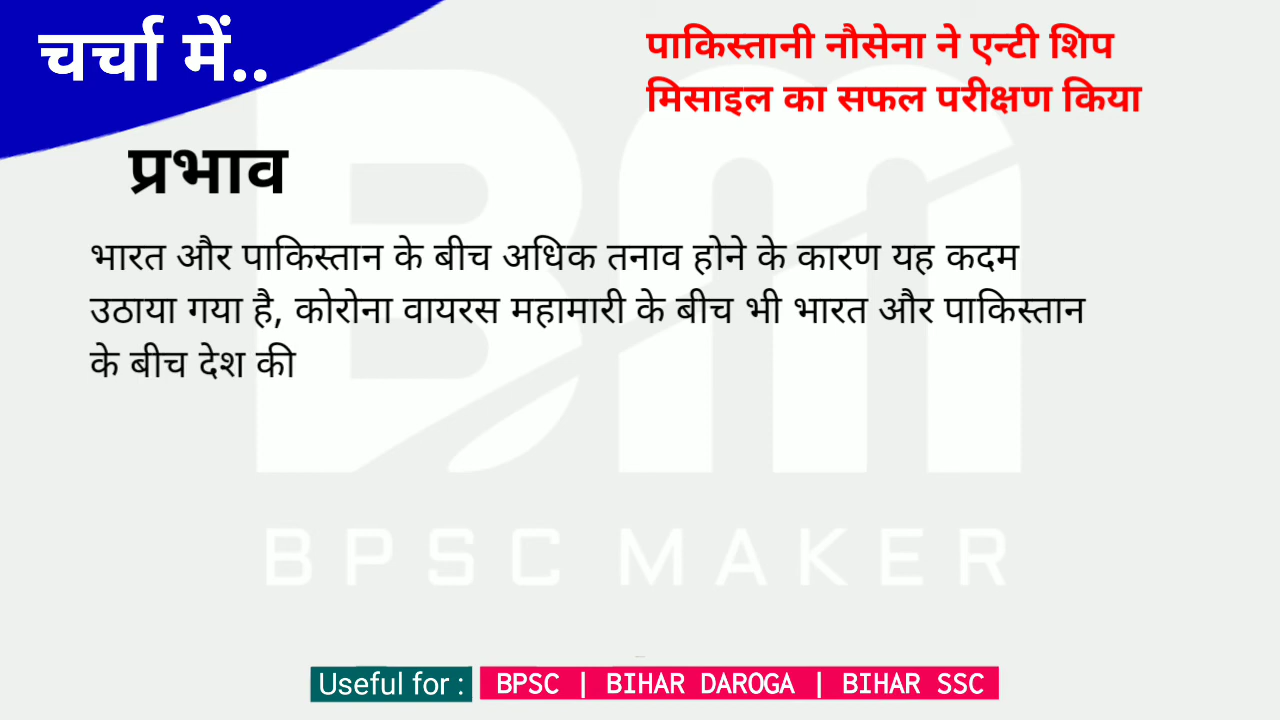 चर्चा में..
पाकिस्तानी नौसेना ने एन्टी शिप
मिसाइल का सफल परीक्षण किया
प्रभाव
भारत और पाकिस्तान के बीच अधिक तनाव होने के कारण यह कदम
उठाया गया है, कोरोना वायरस महामारी के बीच भी भारत और पाकिस्तान
के बीच देश की
BM
BPSC MAKER
Useful for : BPSC | BIHAR DAROGA | BIHAR SSC